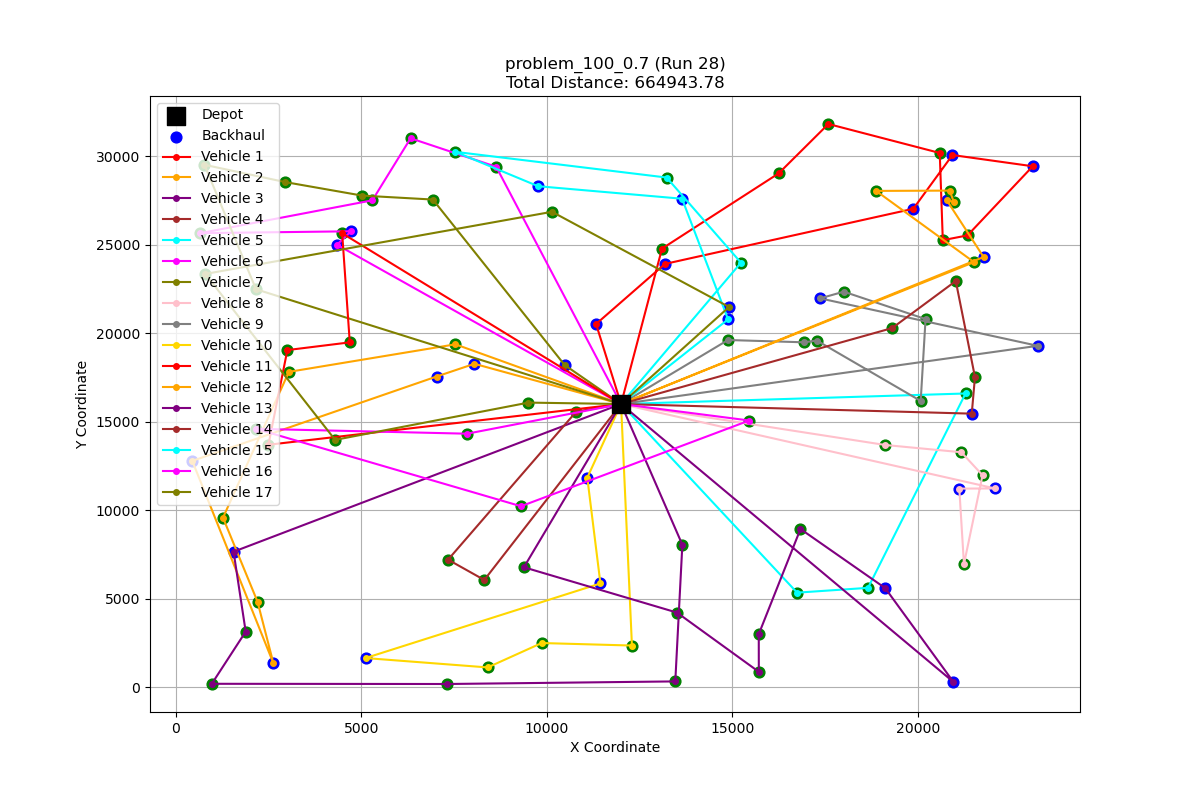 problem_100_0.7 (Run 28)
Total Distance: 664943.78
Depot
Backhaul
Vehicle 1
Vehicle 2
Vehicle 3
Vehicle 4
Vehicle 5
Vehicle 6
Vehicle 7
Vehicle 8
Vehicle 9
Vehicle 10
Vehicle 11
Vehicle 12
Vehicle 13
Vehicle 14
Vehicle 15
Vehicle 16
Vehicle 17
30000
25000
20000
15000
10000
5000
0
Y Coordinate
0 5000 10000 15000 20000
X Coordinate